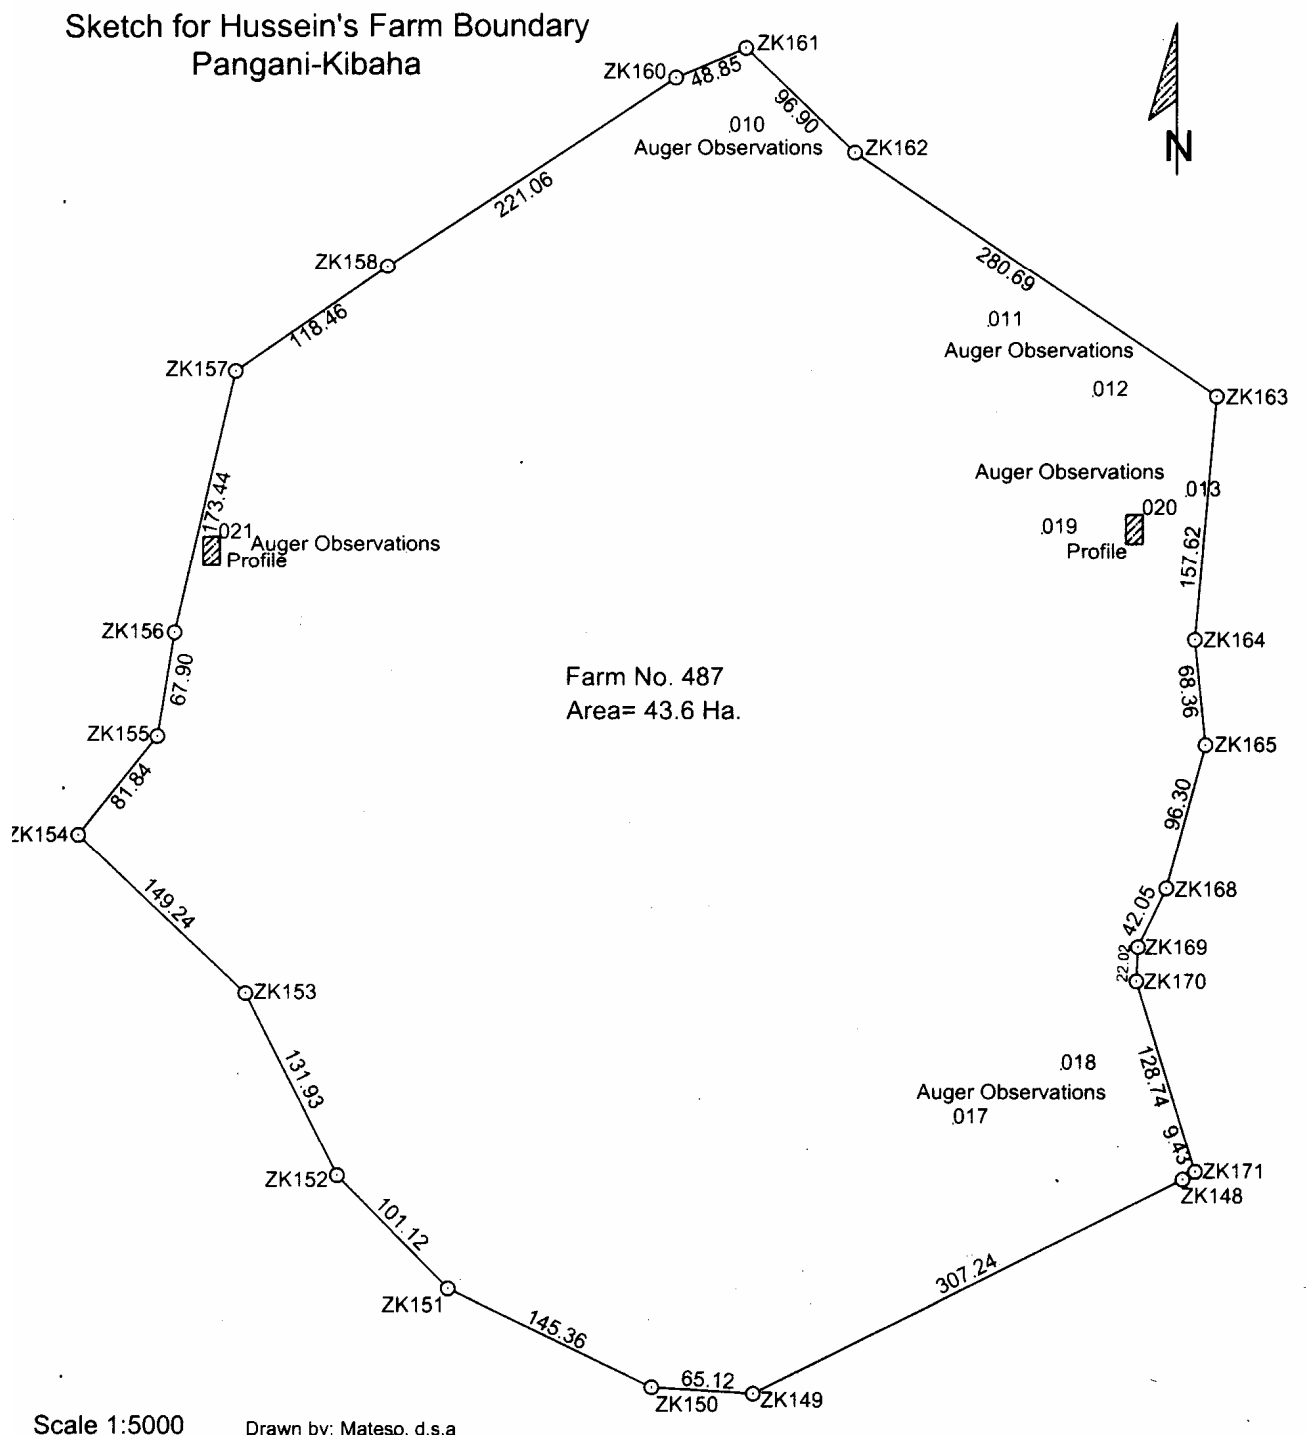 Sketch for Hussein's Farm Boundary
Pangani-Kibaha
ZK161
ZK160
48.85
96.90
.010
Auger Observations
ZK162
N
221.06
ZK158
280.69
118.46
.011
Auger Observations
ZK157
.012
ZK163
173.44
Auger Observations
.013
020
.019
Profile
157.62
021
Auger Observations
Profile
ZK156
ZK164
67.90
68.36
Farm No. 487
Area= 43.6 Ha.
ZK155
ZK165
81.84
96.30
ZK154
149.24
ZK168
42.05
ZK169
22.02
ZK170
ZK153
131.93
.018
128.74
Auger Observations
.017
9.43
ZK171
ZK148
ZK152
101.12
307.24
ZK151
145.36
65.12
ZK150
ZK149
Scale 1:5000
Drawn by: Mateso, d.s.a